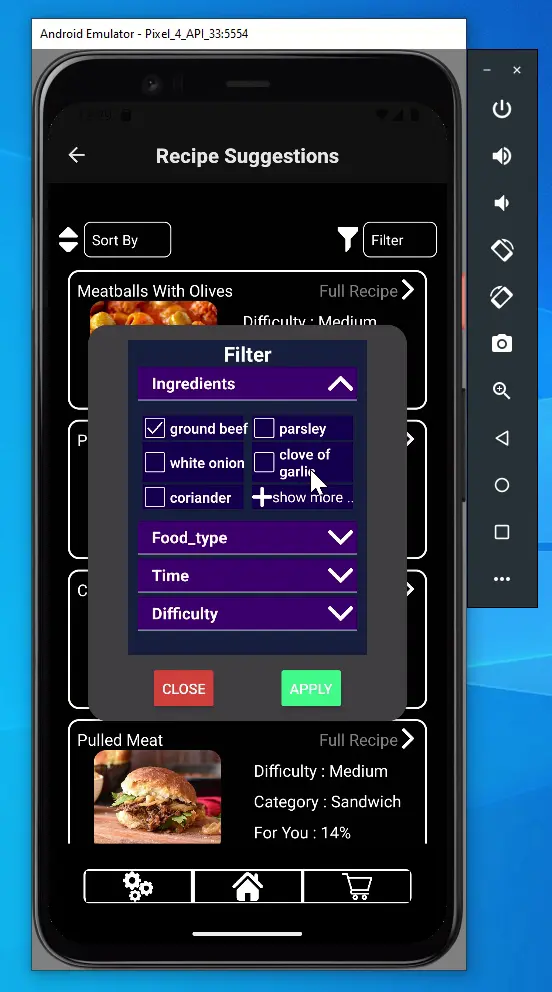 Android Emulator - Pixel_4_API_33:5554
Recipe Suggestions
Sort By
Filter
Meatballs With Olives
Full Recipe
Difficulty : Medium
Filter
Ingredients
ground beef
parsley
white onion
clove of
garlic
coriander
show more ..
Food_type
Time
Difficulty
P
C
CLOSE
APPLY
Pulled Meat
Full Recipe
Difficulty : Medium
Category : Sandwich
For You : 14%